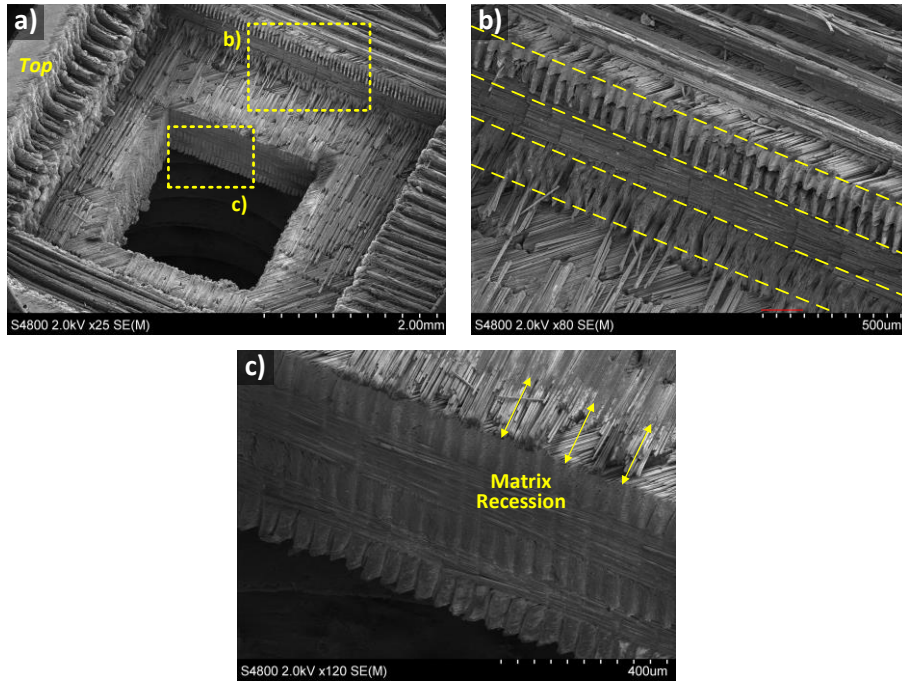 a)
Top
b)
c)
S4800 2.0kV x25 SE(M)
2.00mm
b)
S4800 2.0kV x80 SE(M)
500um
c)
Matrix
Recession
S4800 2.0kV x120 SE(M)
400um